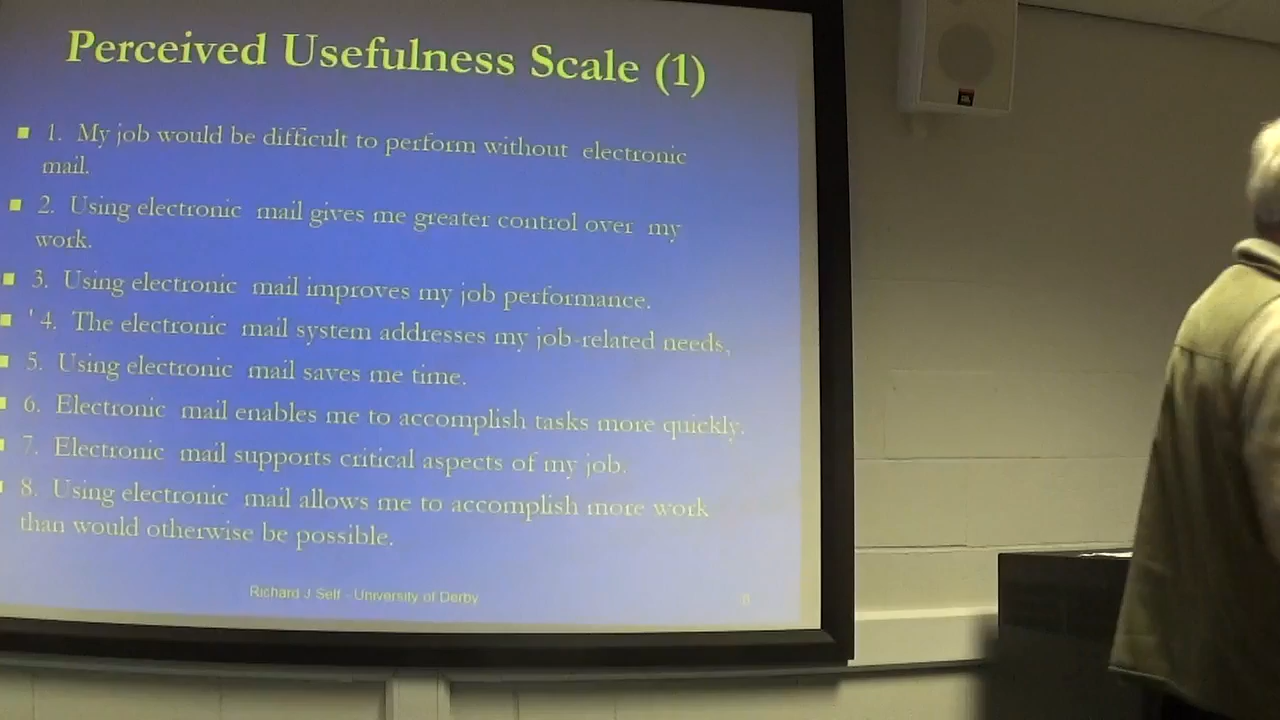 Perceived Usefulness Scale (1)
1. My job would be difficult to perform without electronic
mail.
2. Using electronic mail gives me greater control over my
work.
3. Using electronic mail improves my job performance.
' 4. The electronic mail system addresses my job-related needs,
5. Using electronic mail saves me time.
6. Electronic mail enables me to accomplish tasks more quickly.
7. Electronic mail supports critical aspects of my job.
8. Using electronic mail allows me to accomplish more work
than would otherwise be possible.
Richard J Self - University of Derby